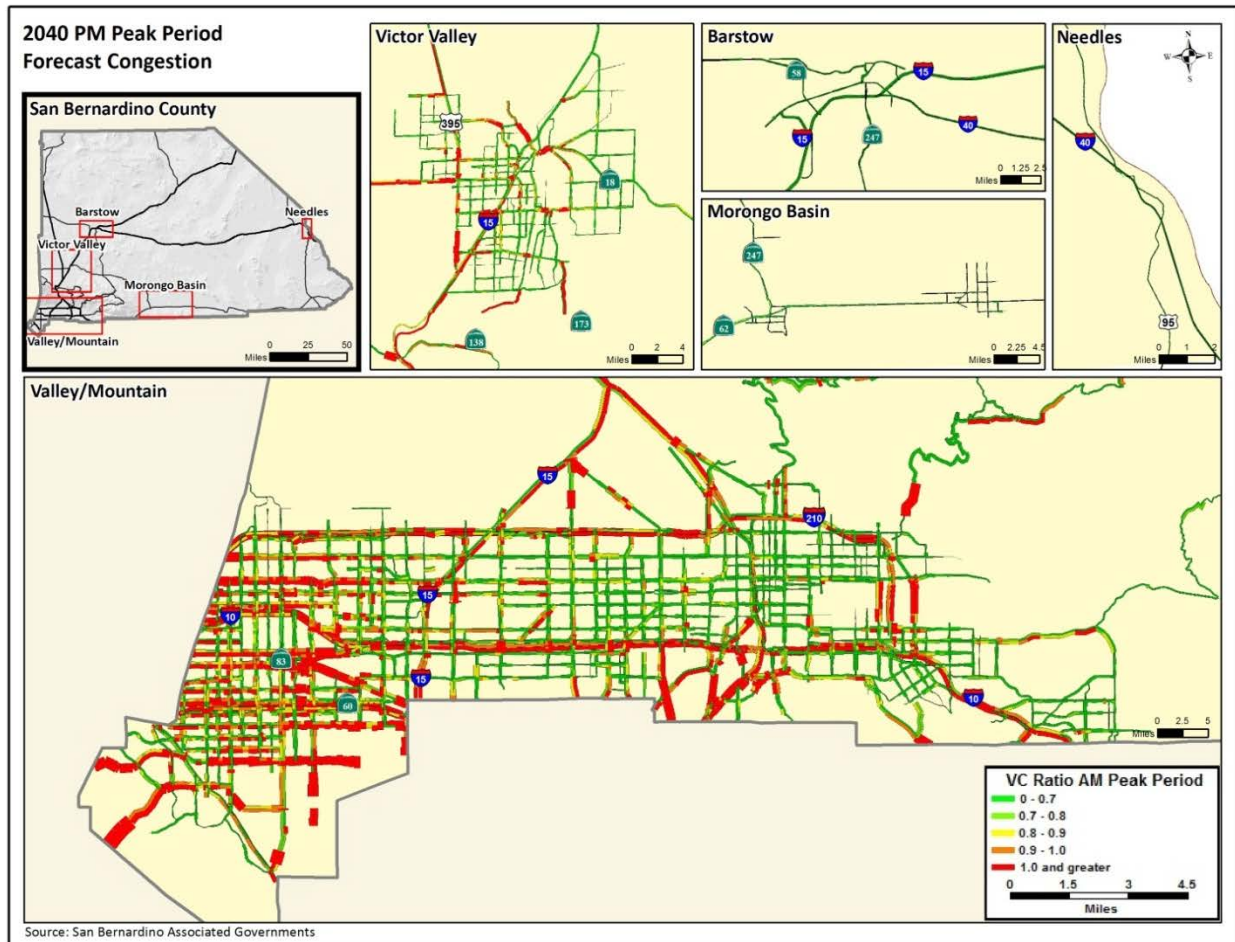 2040 PM Peak Period
Forecast Congestion
San Bernardino County
Barstow
Needles
Victor Valley
Morongo Basin
Valley/Mountain
Miles
0 25 50
Victor Valley
395
18
15
173
138
Miles
0 2 4
Barstow
58
15
15
247
40
Miles
0 1.25 2.5
Morongo Basin
247
62
Miles
0 2.25 4.5
Needles
N
W E
S
40
95
Miles
0 1 2
Valley/Mountain
15
210
15
10
83
15
60
10
0 2.5 5
Miles
VC Ratio AM Peak Period
0 - 0.7
0.7 - 0.8
0.8 - 0.9
0.9 - 1.0
1.0 and greater
0 1.5 3 4.5
Miles
Source: San Bernardino Associated Governments